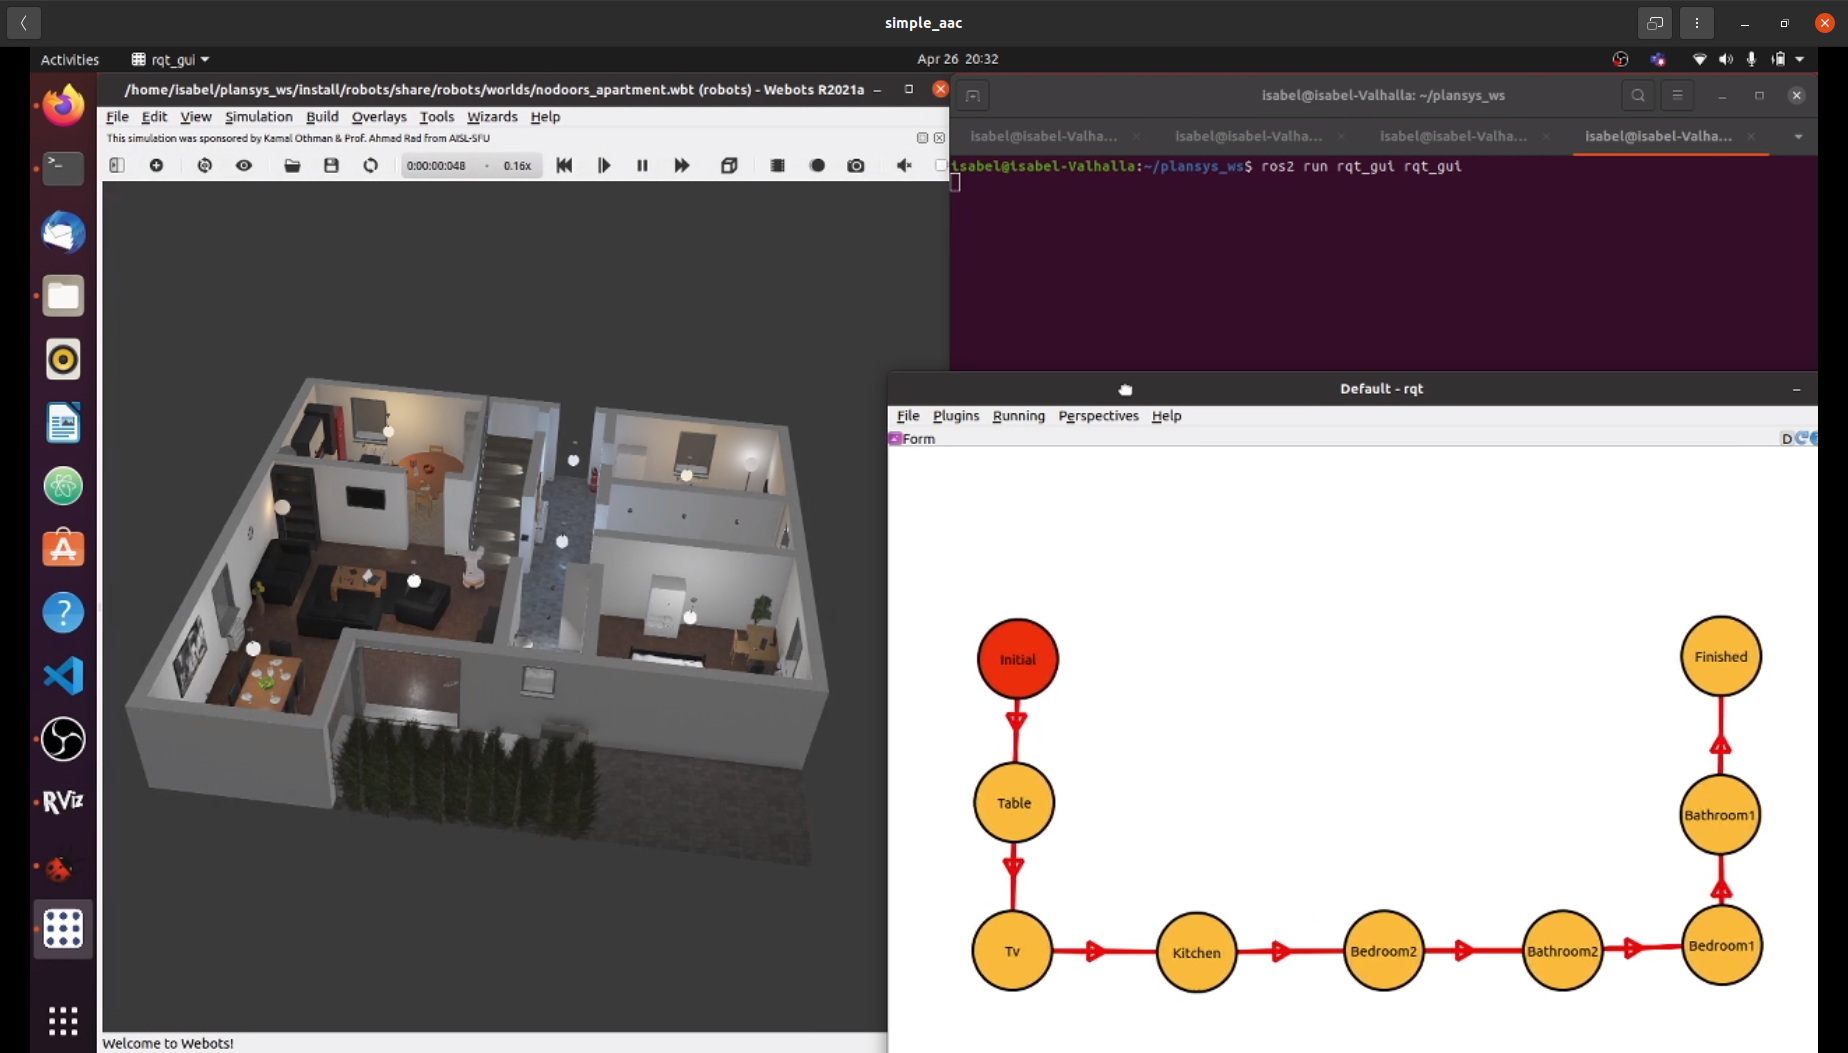 simple_aac
Activities
rqt_gui
Apr 26 20:32
/home/isabel/plansys_ws/install/robots/share/robots/worlds/nodoors_apartment.wbt (robots) - Webots R2021a
File Edit View Simulation Build Overlays Tools Wizards Help
This simulation was sponsored by Kamal Othman & Prof. Ahmad Rad from AISL-SFU
0:00:00:048 - 0.16x
isabel@isabel-Valhalla: ~/plansys_ws
isabel@isabel-Valha... isabel@isabel-Valha... isabel@isabel-Valha... isabel@isabel-Valha...
isabel@isabel-Valhalla:~/plansys_ws$ ros2 run rqt_gui rqt_gui
Default - rqt
File Plugins Running Perspectives Help
Form
D
Initial
Table
Tv
Kitchen
Bedroom2
Bathroom2
Bedroom1
Bathroom1
Finished
RViz
Welcome to Webots!